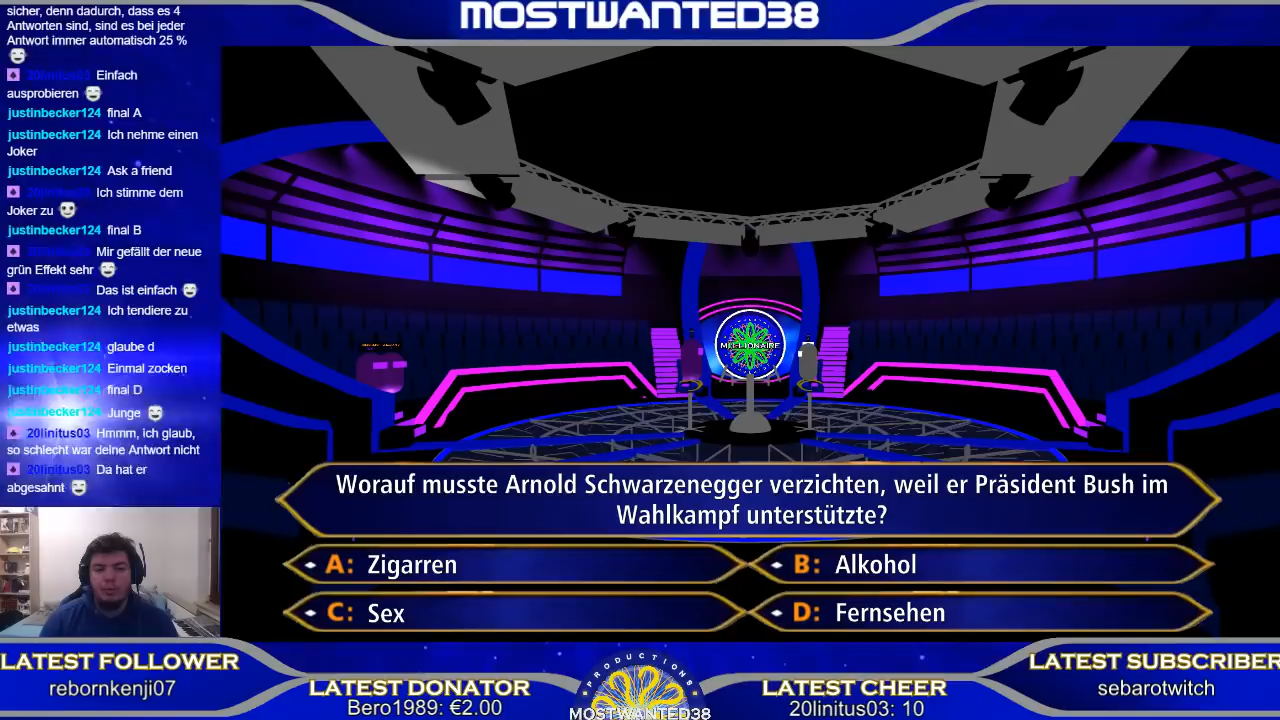 MOSTWANTED38
sicher, denn dadurch, dass es 4
Antworten sind, sind es bei jeder
Antwort immer automatisch 25 %
20linitus03 Einfach
ausprobieren
justinbecker124 final A
justinbecker124 Ich nehme einen
Joker
justinbecker124 Ask a friend
Ich stimme dem
Joker zu
justinbecker124 final B
Mir gefällt der neue
grün Effekt sehr
Das ist einfach
justinbecker124 Ich tendiere zu
etwas
justinbecker124 glaube d
justinbecker124 Einmal zocken
justinbecker124 final D
justinbecker124 Junge
20linitus03 Hmmm, ich glaub,
so schlecht war deine Antwort nicht
20linitus03 Da hat er
abgesahnt
MILLIONAIRE
Worauf musste Arnold Schwarzenegger verzichten, weil er Präsident Bush im
Wahlkampf unterstützte?
A: Zigarren
B: Alkohol
C: Sex
D: Fernsehen
LATEST FOLLOWER
rebornkenji07
LATEST DONATOR
Bero1989: €2.00
PRODUCTIONS
MOSTWANTED38
LATEST CHEER
20linitus03: 10
LATEST SUBSCRIBER
sebarotwitch